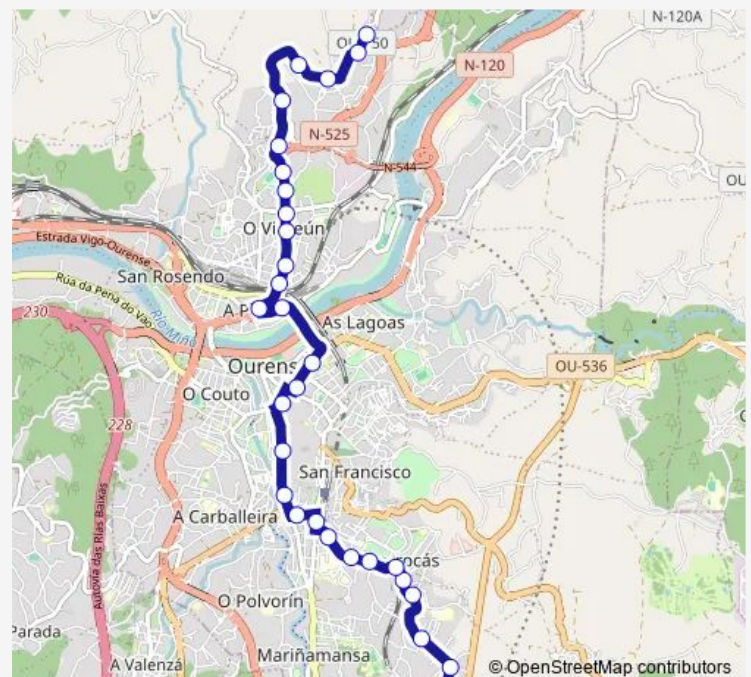 N-120A
N-120
N-525
N-544
OU
O Vi
Estrada Vigo-Ourense
San Rosendo
Rúa da Pena do Vao
Río Miño
230
A P
As Lagoas
Ourens
O Couto
OU-536
228
San Francisco
A Carballeira
Autovía das Rías Baixas
rocás
O Polvorín
Parada
A Valenzá
Mariñamansa
© OpenStreetMap contributors